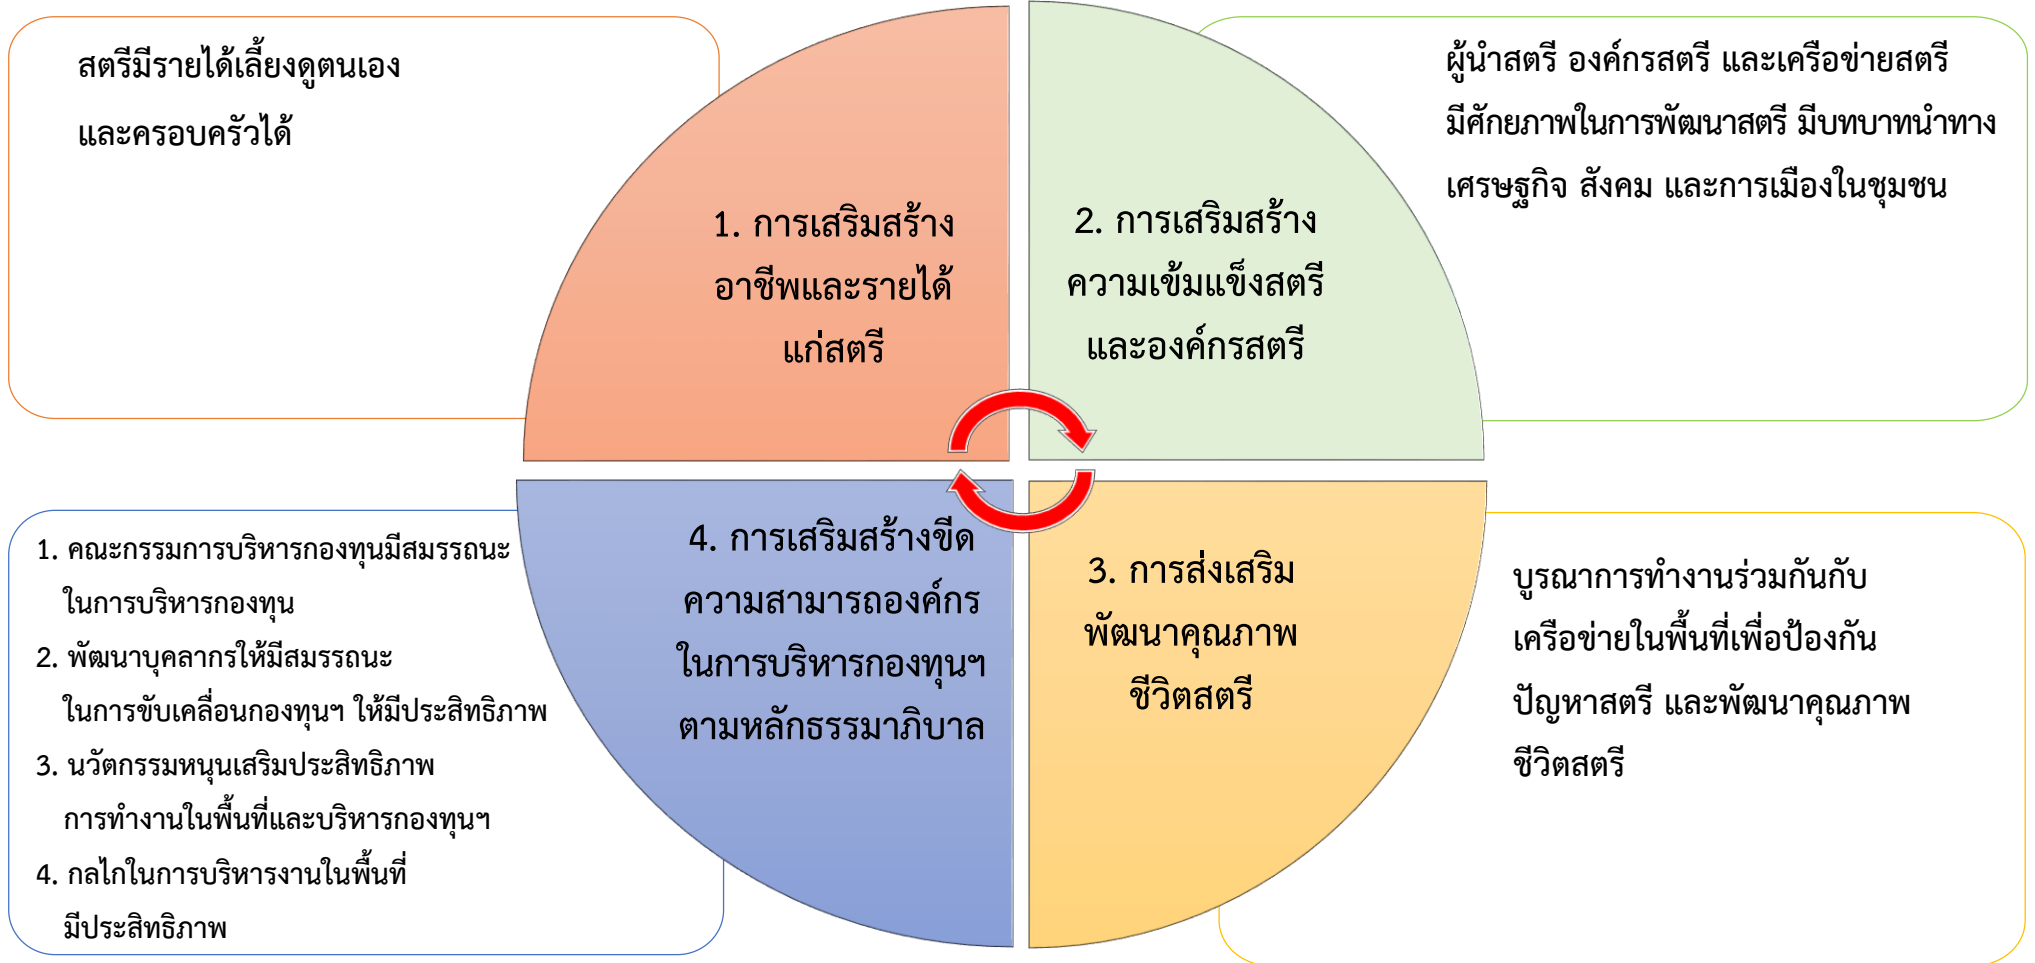 สตรีมีรายได้เลี้ยงดูตนเอง
และครอบครัวได้
1. การเสริมสร้าง
อาชีพและรายได้
แก่สตรี
2. การเสริมสร้าง
ความเข้มแข็งสตรี
และองค์กรสตรี
ผู้นำสตรี องค์กรสตรี และเครือข่ายสตรี
มีศักยภาพในการพัฒนาสตรี มีบทบาทนำทาง
เศรษฐกิจ สังคม และการเมืองในชุมชน
1. คณะกรรมการบริหารกองทุนมีสมรรถนะ
ในการบริหารกองทุน
2. พัฒนาบุคลากรให้มีสมรรถนะ
ในการขับเคลื่อนกองทุนฯ ให้มีประสิทธิภาพ
3. นวัตกรรมหนุนเสริมประสิทธิภาพ
การทำงานในพื้นที่และบริหารกองทุนฯ
4. กลไกในการบริหารงานในพื้นที่
มีประสิทธิภาพ
4. การเสริมสร้างขีด
ความสามารถองค์กร
ในการบริหารกองทุนฯ
ตามหลักธรรมาภิบาล
3. การส่งเสริม
พัฒนาคุณภาพ
ชีวิตสตรี
บูรณาการทำงานร่วมกันกับ
เครือข่ายในพื้นที่เพื่อป้องกัน
ปัญหาสตรี และพัฒนาคุณภาพ
ชีวิตสตรี